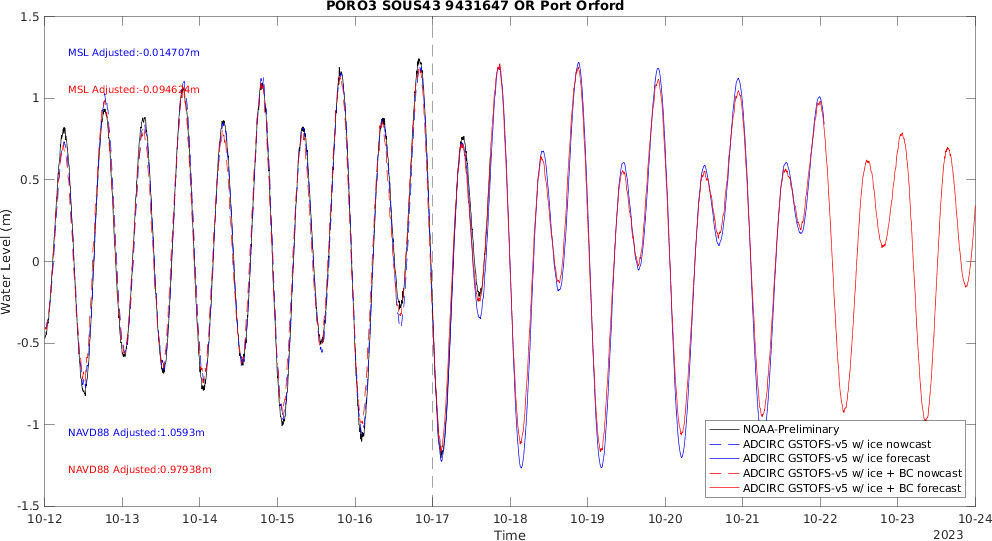 PORO3 SOUS43 9431647 OR Port Orford
MSL Adjusted:-0.014707m
MSL Adjusted:-0.094624m
NAVD88 Adjusted:1.0593m
NAVD88 Adjusted:0.97938m
Water Level (m)
1.5
1
0.5
0
-0.5
-1
-1.5
NOAA-Preliminary
ADCIRC GSTOFS-v5 w/ ice nowcast
ADCIRC GSTOFS-v5 w/ ice forecast
ADCIRC GSTOFS-v5 w/ ice + BC nowcast
ADCIRC GSTOFS-v5 w/ ice + BC forecast
10-12 10-13 10-14 10-15 10-16 10-17 10-18 10-19 10-20 10-21 10-22 10-23 10-24
Time
2023